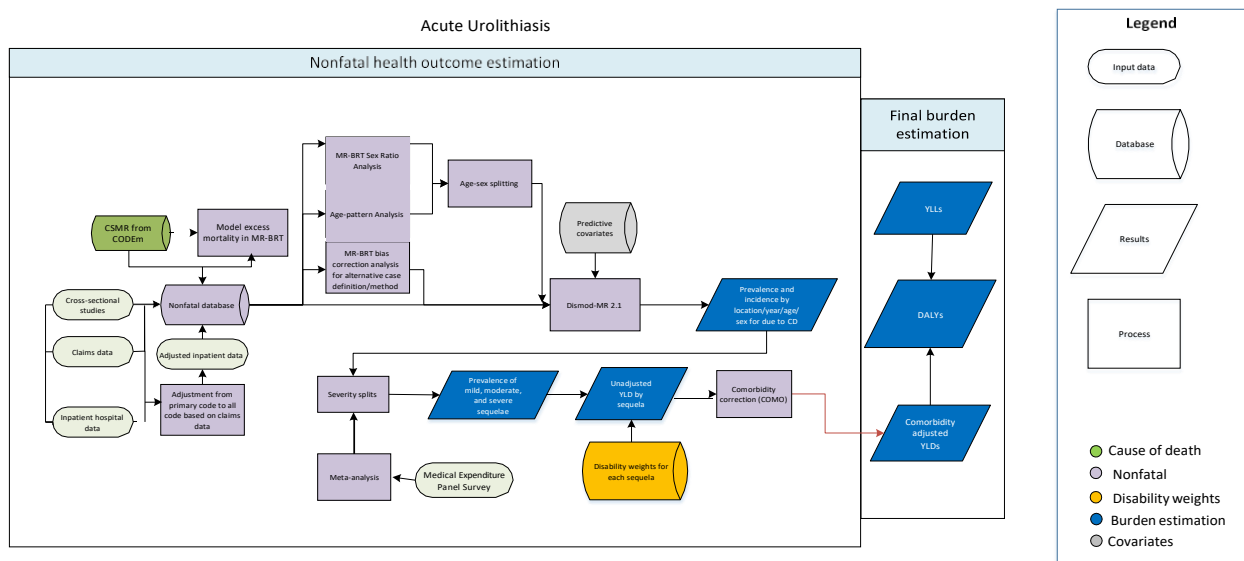 Acute Urolithiasis
Nonfatal health outcome estimation
Final burden
estimation
MR-BRT Sex Ratio
Analysis
Age-pattern Analysis
MR-BRT bias
correction analysis
for alternative case
definition/method
Age-sex splitting
CSMR from
CODEm
Model excess
mortality in MR-BRT
Predictive
covariates
Cross-sectional
studies
Nonfatal database
Dismod-MR 2.1
Prevalence and
incidence by
location/year/age/
sex for due to CD
Claims data
Adjusted inpatient data
Inpatient hospital
data
Adjustment from
primary code to all
code based on claims
data
Severity splits
Prevalence of
mild, moderate,
and severe
sequelae
Unadjusted
YLD by
sequela
Comorbidity
correction (COMO)
Meta-analysis
Medical Expenditure
Panel Survey
Disability weights for
each sequela
YLLs
DALYs
Comorbidity
adjusted
YLDs
Legend
Input data
Database
Results
Process
Cause of death
Nonfatal
Disability weights
Burden estimation
Covariates